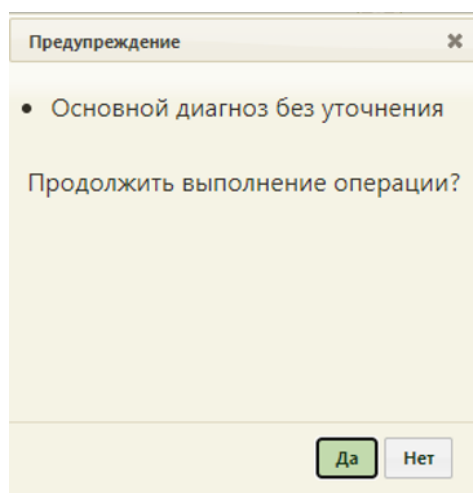 Предупреждение
• Основной диагноз без уточнения
Продолжить выполнение операции?
Да Нет